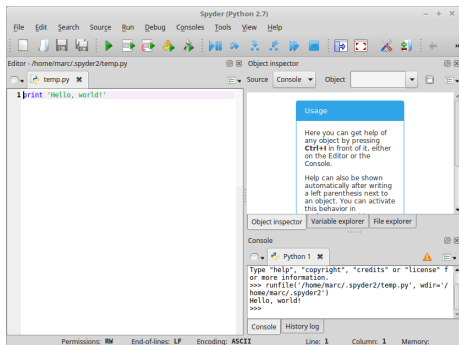 Spyder (Python 2.7)
File Edit Search Source Run Debug Consoles Tools View Help
Editor - /home/marc/.spyder2/temp.py
temp.py
1 print 'Hello, world!'
Object inspector
Source Console Object
Usage
Here you can get help of
any object by pressing
Ctrl+I in front of it, either
on the Editor or the
Console.
Help can also be shown
automatically after writing
a left parenthesis next to
an object. You can activate
this behavior in
Object inspector Variable explorer File explorer
Console
Python 1
Type "help", "copyright", "credits" or "license" f
or more information.
>>> runfile('/home/marc/.spyder2/temp.py', wdir='/
home/marc/.spyder2')
Hello, world!
>>>
Console History log
Permissions: RW End-of-lines: LF Encoding: ASCII Line: 1 Column: 1 Memory: